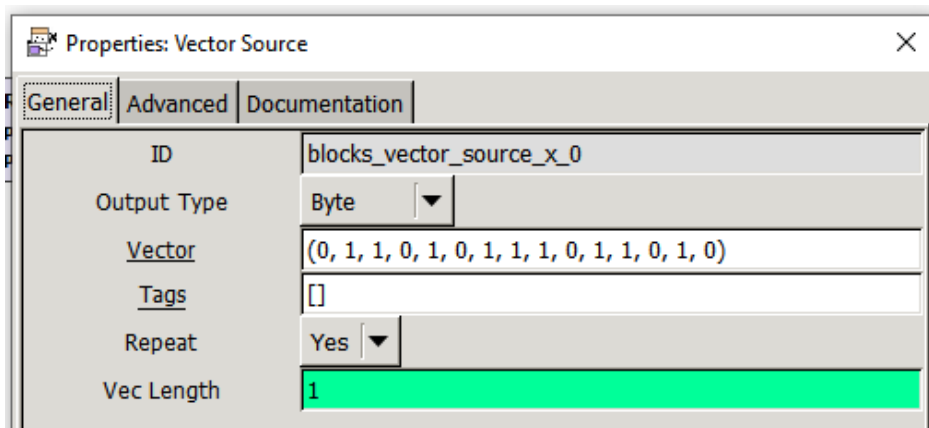 Properties: Vector Source
General Advanced Documentation
ID blocks_vector_source_x_0
Output Type Byte
Vector (0, 1, 1, 0, 1, 0, 1, 1, 1, 0, 1, 1, 0, 1, 0)
Tags []
Repeat Yes
Vec Length 1